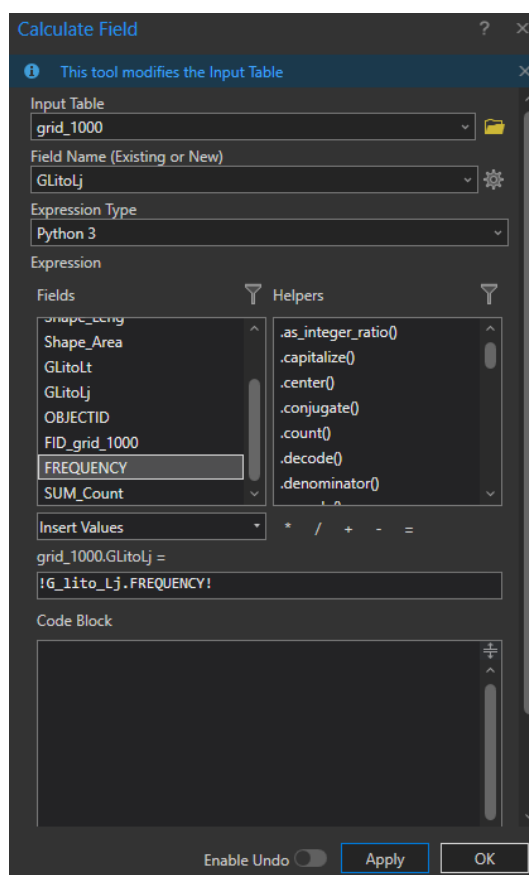 Calculate Field ?
This tool modifies the Input Table
Input Table
grid_1000
Field Name (Existing or New)
GLitoLj
Expression Type
Python 3
Expression
Fields
Shape_Leng
Shape_Area
GLitoLt
GLitoLj
OBJECTID
FID_grid_1000
FREQUENCY
SUM_Count
Helpers
.as_integer_ratio()
.capitalize()
.center()
.conjugate()
.count()
.decode()
.denominator()
Insert Values
* / + - =
grid_1000.GLitoLj =
!G_lito_Lj.FREQUENCY!
Code Block
Enable Undo
Apply
OK